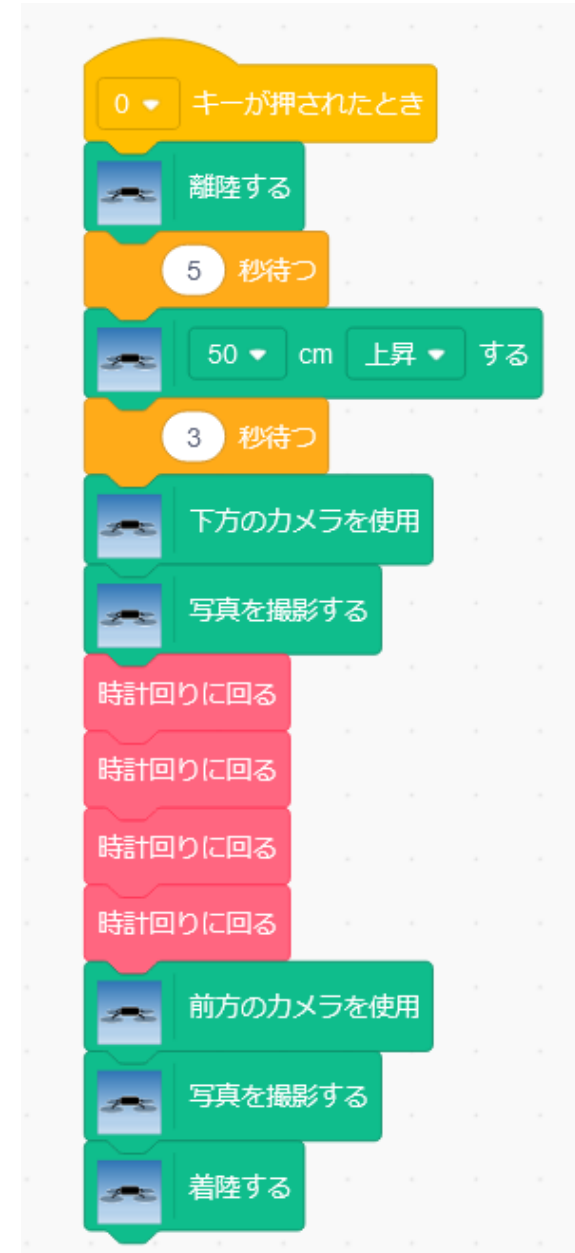 0 キーが押されたとき
離陸する
5 秒待つ
50 cm 上昇 する
3 秒待つ
下方のカメラを使用
写真を撮影する
時計回りに回る
時計回りに回る
時計回りに回る
時計回りに回る
前方のカメラを使用
写真を撮影する
着陸する